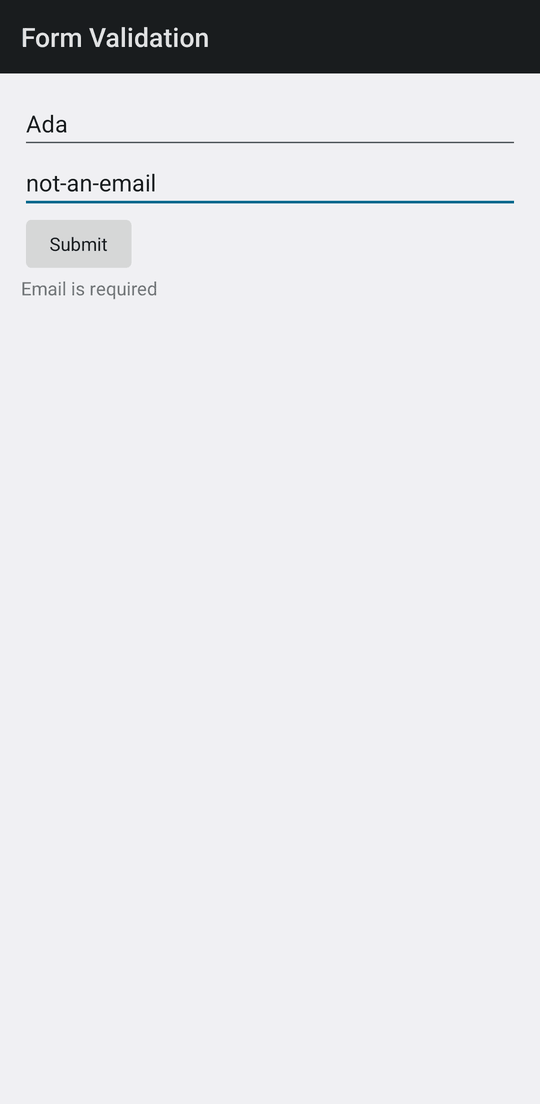 Form Validation
Ada
not-an-email
Submit
Email is required